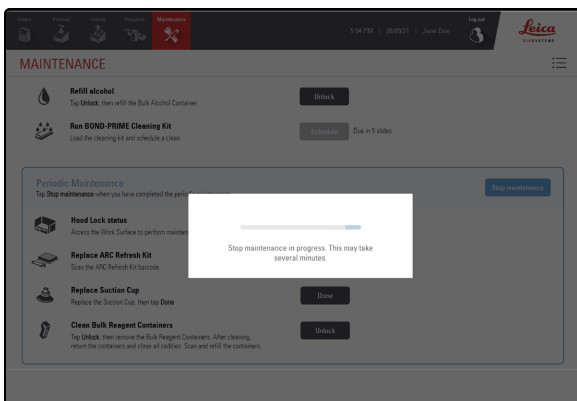 Status Preload Unload Reagents Maintenance
5:04 PM | 28/09/21 | Jane Doe
Log out
Leica
BIOSYSTEMS
MAINTENANCE
Refill alcohol
Tap Unlock, then refill the Bulk Alcohol Container.
Unlock
Run BOND-PRIME Cleaning Kit
Load the cleaning kit and schedule a clean.
Schedule
Due in 5 slides
Periodic Maintenance
Tap Stop maintenance when you have completed the
Stop maintenance
Hood Lock status
Access the Work Surface to perform
Stop maintenance in progress. This may take
several minutes.
Replace ARC Refresh Kit
Scan the ARC Refresh Kit barcode
Replace Suction Cup
Replace the Suction Cup, then tap Done
Done
Clean Bulk Reagent Containers
Tap Unlock, then remove the Bulk Reagent Containers. After cleaning,
return the containers and close all caddies. Scan and refill the containers.
Unlock